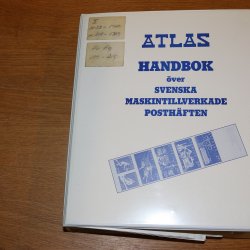 ATLAS
HANDBOK
över
SVENSKA
MASKINTILLVERKADE
POSTHÄFTEN